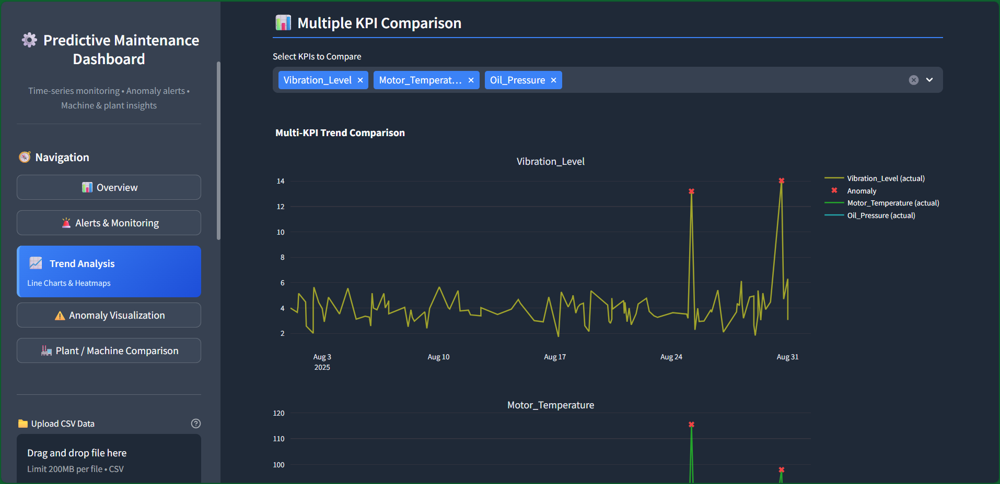 Predictive Maintenance
Dashboard
Time-series monitoring • Anomaly alerts •
Machine & plant insights
Navigation
Overview
Alerts & Monitoring
Trend Analysis
Line Charts & Heatmaps
Anomaly Visualization
Plant / Machine Comparison
Upload CSV Data
?
Drag and drop file here
Limit 200MB per file • CSV
Multiple KPI Comparison
Select KPIs to Compare
Vibration_Level × Motor_Temperat... × Oil_Pressure ×
Multi-KPI Trend Comparison
Vibration_Level
14
12
10
8
6
4
2
Aug 3 Aug 10 Aug 17 Aug 24 Aug 31
2025
Vibration_Level (actual)
Anomaly
Motor_Temperature (actual)
Oil_Pressure (actual)
Motor_Temperature
120
110
100